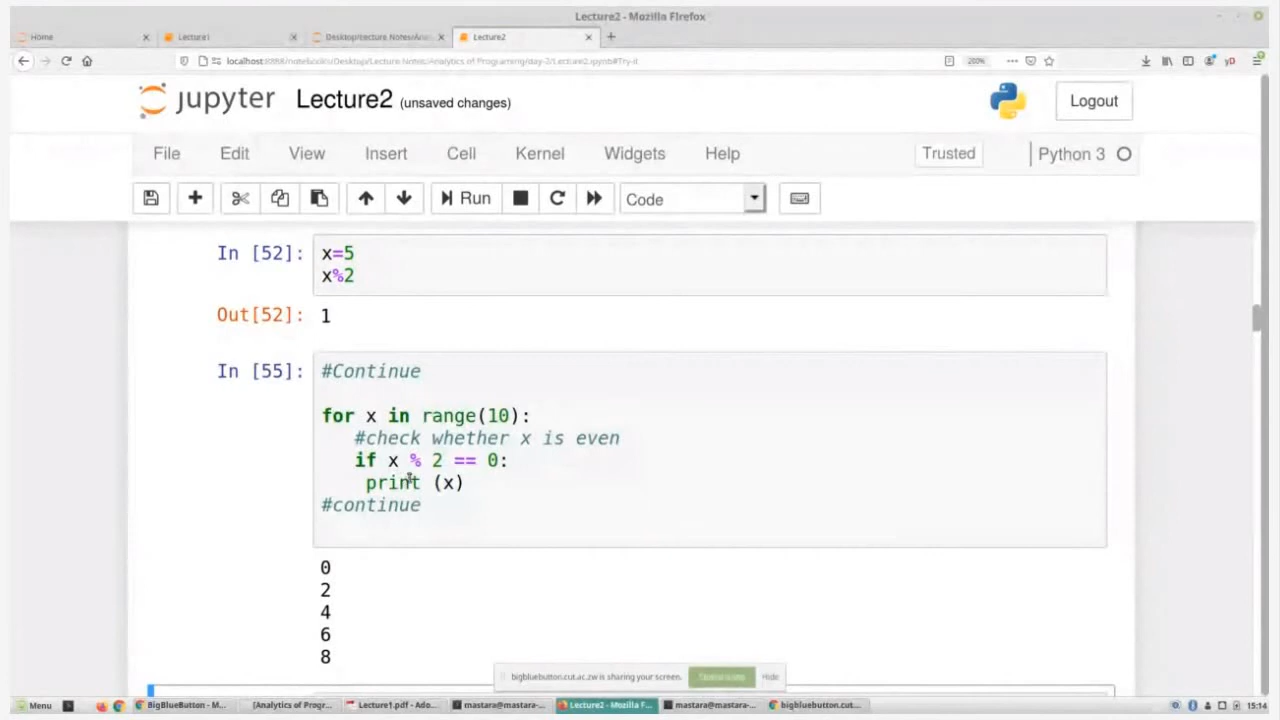 Lecture2 - Mozilla Firefox
Home
Lecture1
Desktop/Lecture Notes/Ana
Lecture2
localhost:8888/notebooks/Desktop/Lecture Notes/Analytics of Programing/day-2/Lecture2.ipynb#Try-it
200%
jupyter Lecture2 (unsaved changes)
Logout
File Edit View Insert Cell Kernel Widgets Help
Trusted
Python 3
Run
Code
In [52]: x=5
x%2
Out[52]: 1
In [55]: #Continue
for x in range(10):
#check whether x is even
if x % 2 == 0:
print (x)
#continue
0
2
4
6
8
bigbluebutton.cut.ac.zw is sharing your screen.
Hide
Menu
BigBlueButton - M...
[Analytics of Progr...
Lecture1.pdf - Ado...
mastara@mastara-...
Lecture2 - Mozilla F...
mastara@mastara-...
bigbluebutton.cut...
15:14